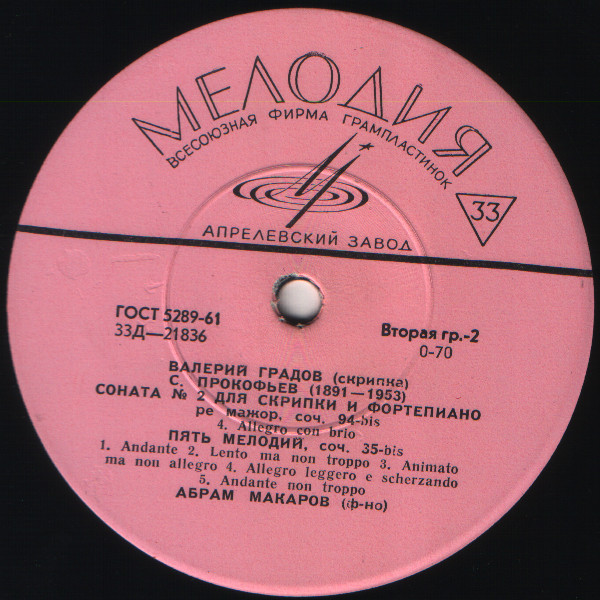 МЕЛОДИЯ
ВСЕСОЮЗНАЯ ФИРМА ГРАМПЛАСТИНОК
33
АПРЕЛЕВСКИЙ ЗАВОД
ГОСТ 5289-61
33Д—21836
Вторая гр.-2
0-70
ВАЛЕРИЙ ГРАДОВ (скрипка)
С. ПРОКОФЬЕВ (1891—1953)
СОНАТА № 2 ДЛЯ СКРИПКИ И ФОРТЕПИАНО
ре мажор, соч. 94-bis
4. Allegro con brio
ПЯТЬ МЕЛОДИЙ, соч. 35-bis
1. Andante 2. Lento ma non troppo 3. Animato
ma non allegro 4. Allegro leggero e scherzando
5. Andante non troppo
АБРАМ МАКАРОВ (ф-но)